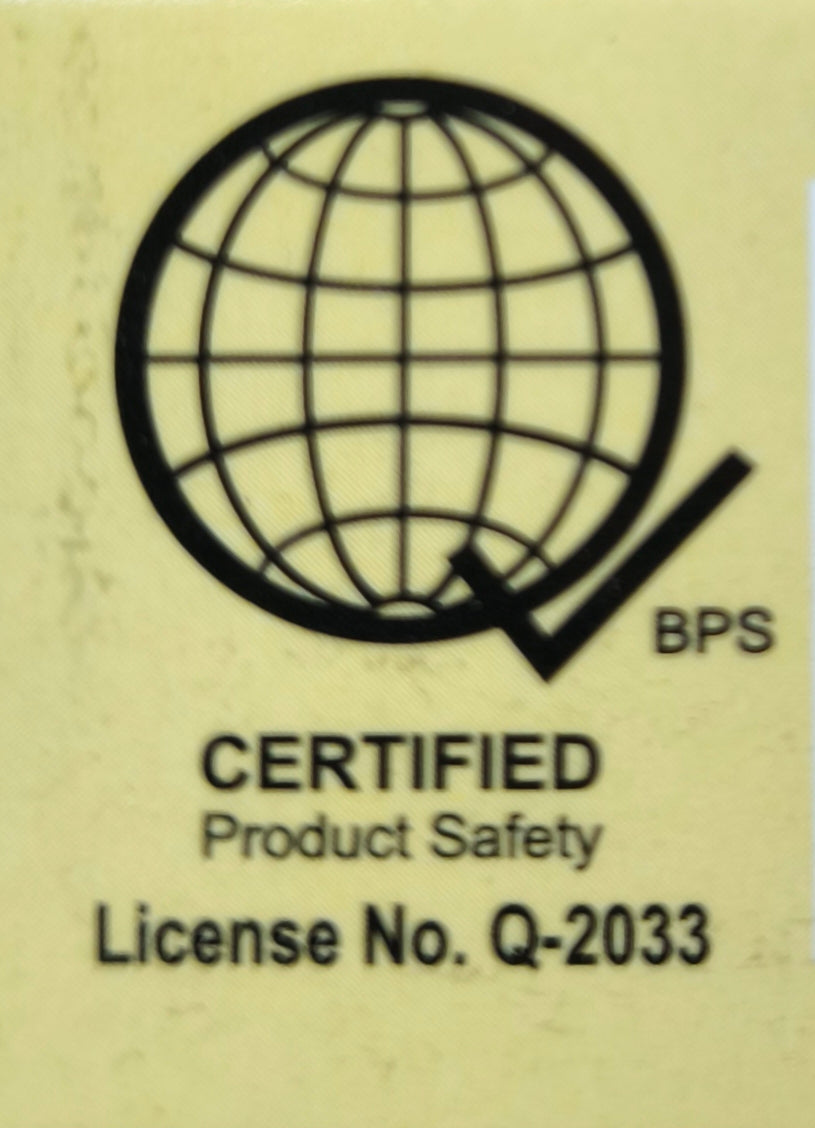 BPS
CERTIFIED
Product Safety
License No. Q-2033